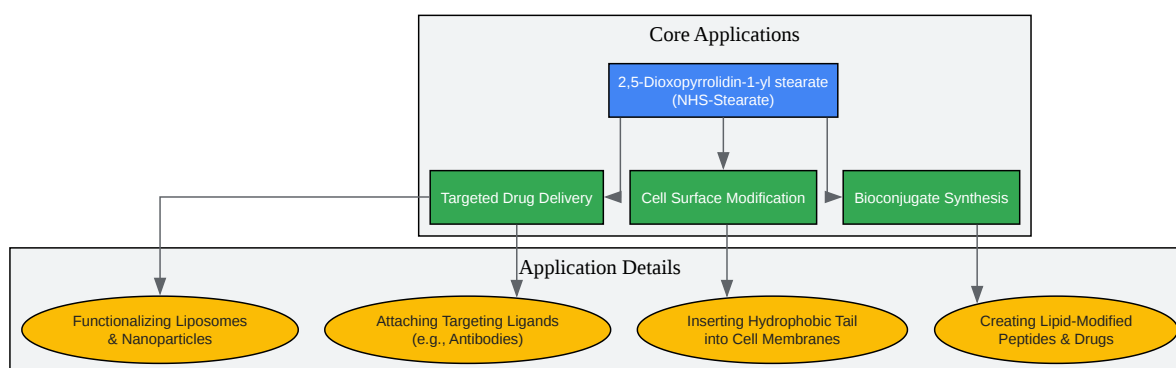 Core Applications
2,5-Dioxopyrrolidin-1-yl stearate
(NHS-Stearate)
Targeted Drug Delivery
Cell Surface Modification
Bioconjugate Synthesis
Application Details
Functionalizing Liposomes
& Nanoparticles
Attaching Targeting Ligands
(e.g., Antibodies)
Inserting Hydrophobic Tail
into Cell Membranes
Creating Lipid-Modified
Peptides & Drugs